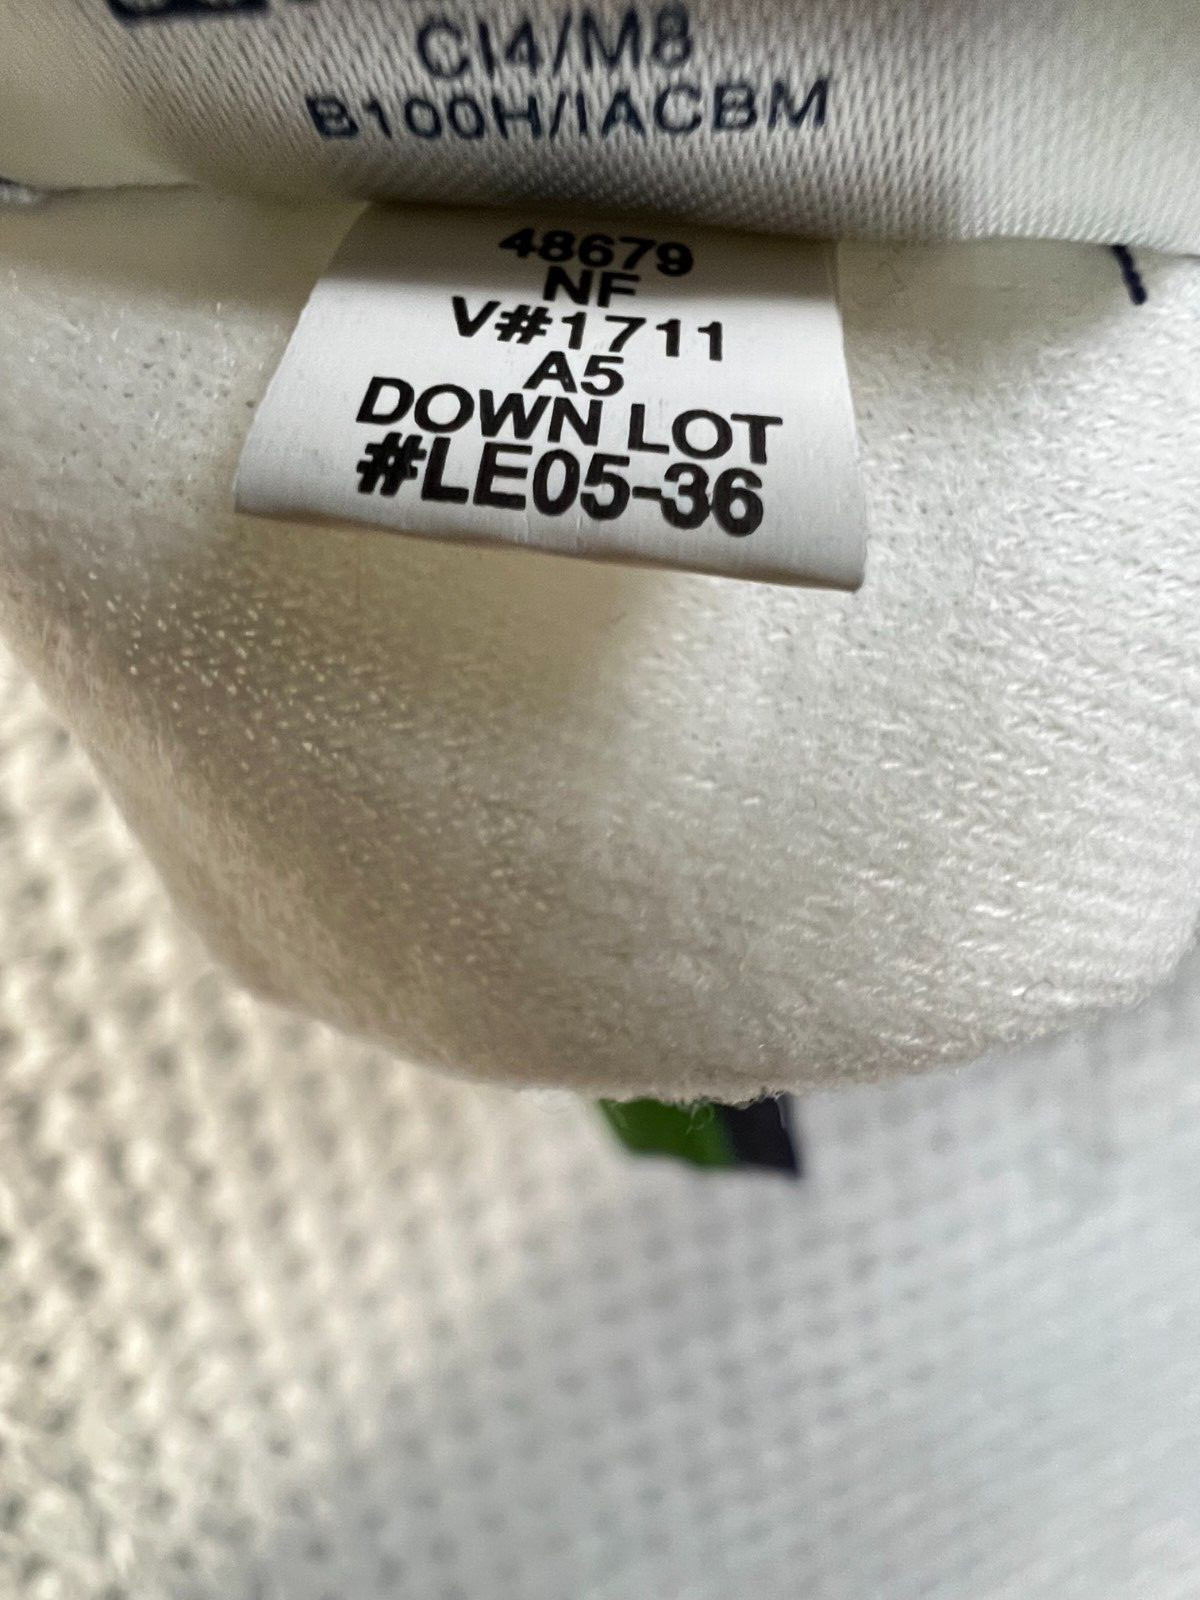 CI4/M8
B100H/IACBM
48679
NF
V#1711
A5
DOWN LOT
#LE05-36